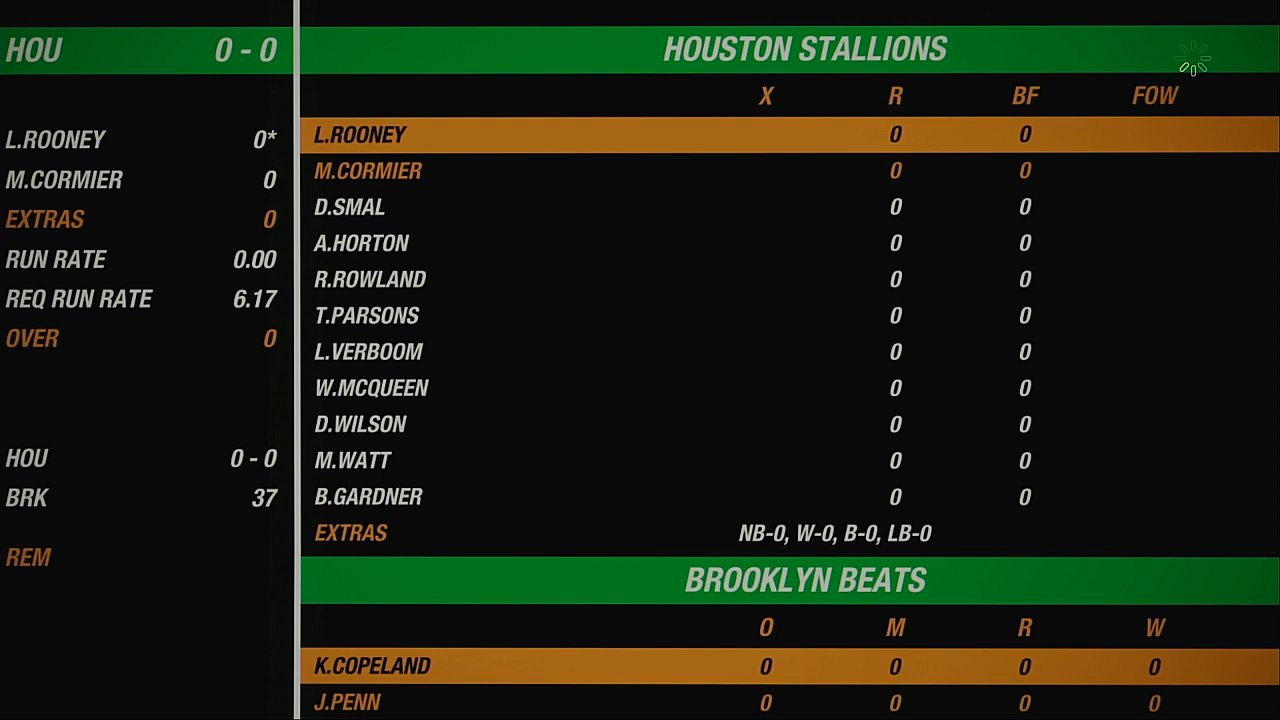 HOU 0 - 0
L.ROONEY 0*
M.CORMIER 0
EXTRAS 0
RUN RATE 0.00
REQ RUN RATE 6.17
OVER 0
HOU 0 - 0
BRK 37
REM
HOUSTON STALLIONS
X R BF FOW
L.ROONEY 0 0
M.CORMIER 0 0
D.SMAL 0 0
A.HORTON 0 0
R.ROWLAND 0 0
T.PARSONS 0 0
L.VERBOOM 0 0
W.MCQUEEN 0 0
D.WILSON 0 0
M.WATT 0 0
B.GARDNER 0 0
EXTRAS NB-0, W-0, B-0, LB-0
BROOKLYN BEATS
O M R W
K.COPELAND 0 0 0 0
J.PENN 0 0 0 0